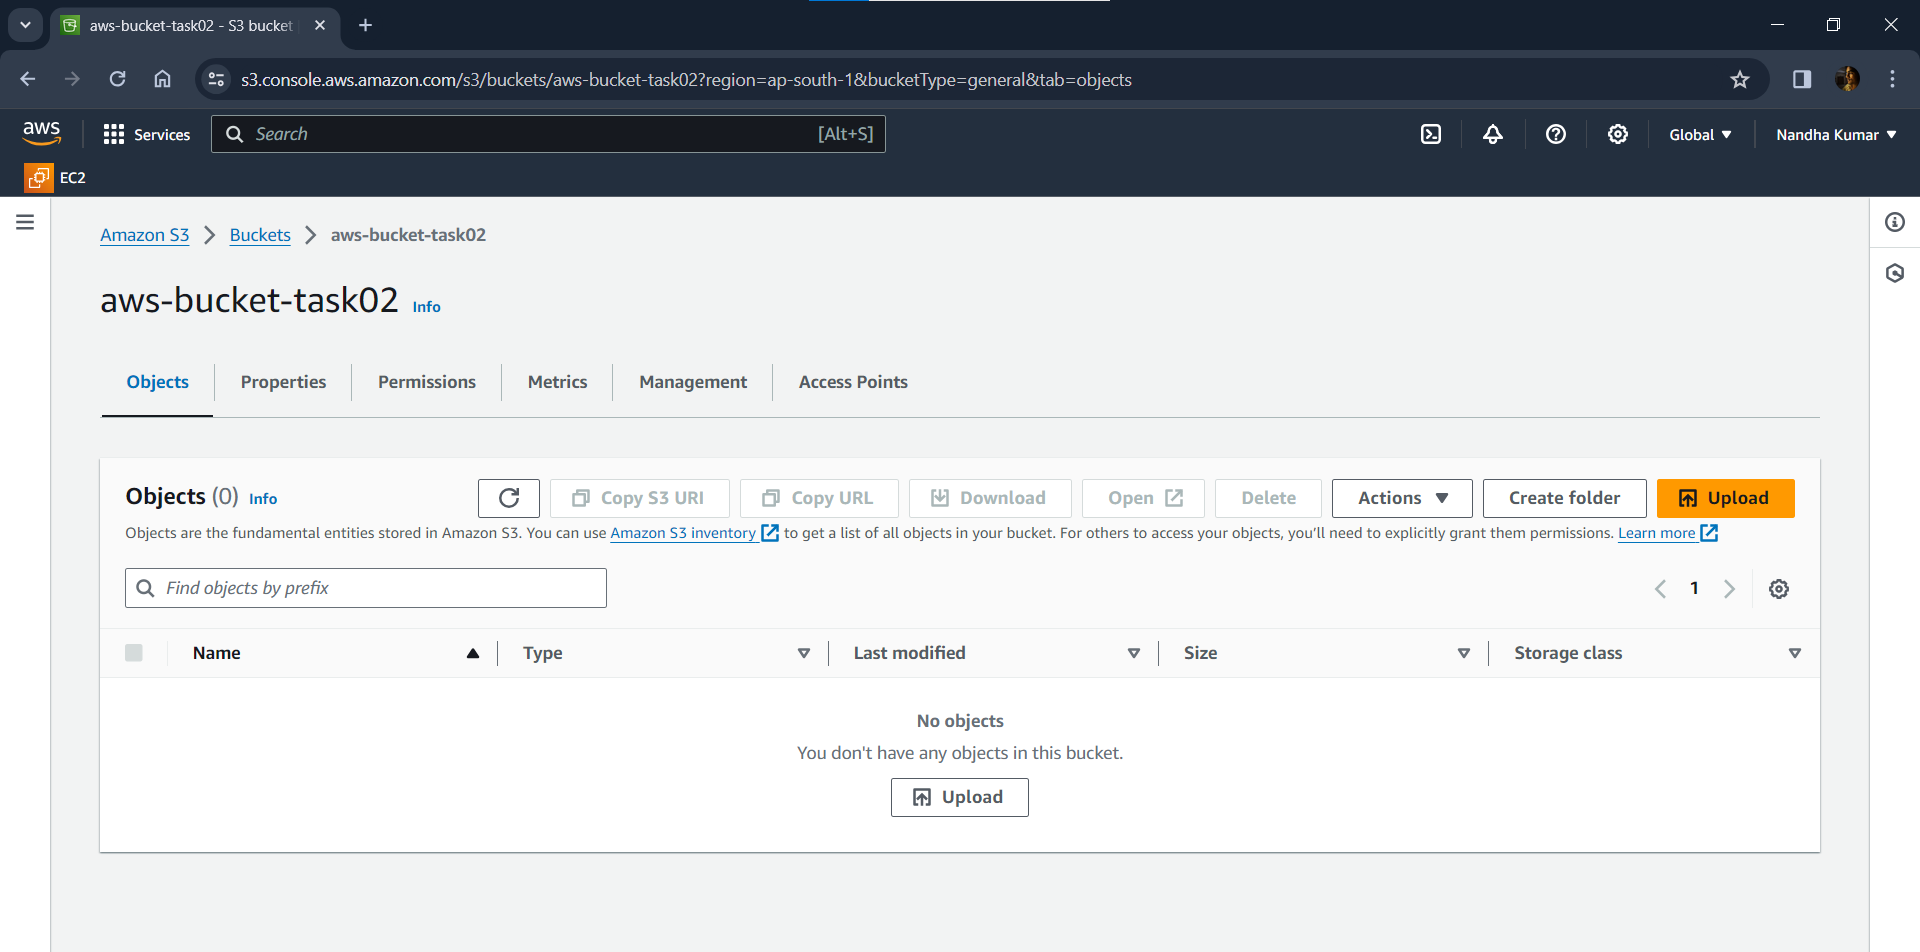 aws-bucket-task02 - S3 bucket
s3.console.aws.amazon.com/s3/buckets/aws-bucket-task02?region=ap-south-1&bucketType=general&tab=objects
aws Services Search [Alt+S] Global Nandha Kumar
EC2
Amazon S3 Buckets aws-bucket-task02
aws-bucket-task02 Info
Objects Properties Permissions Metrics Management Access Points
Objects (0) Info Copy S3 URI Copy URL Download Open Delete Actions Create folder Upload
Objects are the fundamental entities stored in Amazon S3. You can use Amazon S3 inventory to get a list of all objects in your bucket. For others to access your objects, you’ll need to explicitly grant them permissions. Learn more
Find objects by prefix 1
Name Type Last modified Size Storage class
No objects
You don't have any objects in this bucket.
Upload